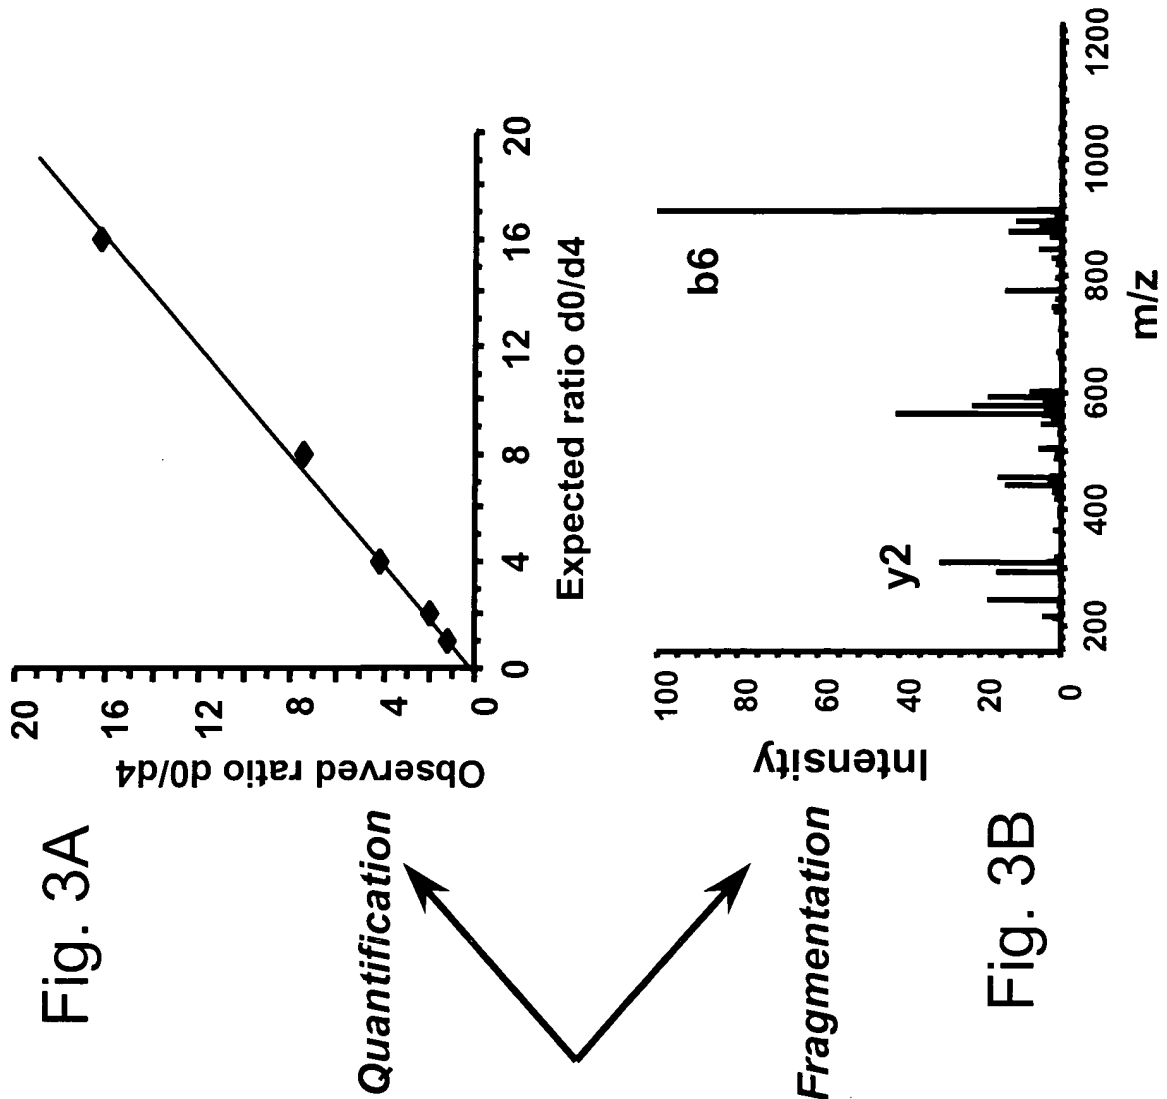 Fig. 3A
Quantification
Observed ratio d0/d4
20
16
12
8
4
0
0
4
8
12
16
20
Expected ratio d0/d4
Fragmentation
Fig. 3B
Intensity
100
80
60
40
20
0
y2
b6
200
400
600
800
1000
1200
m/z